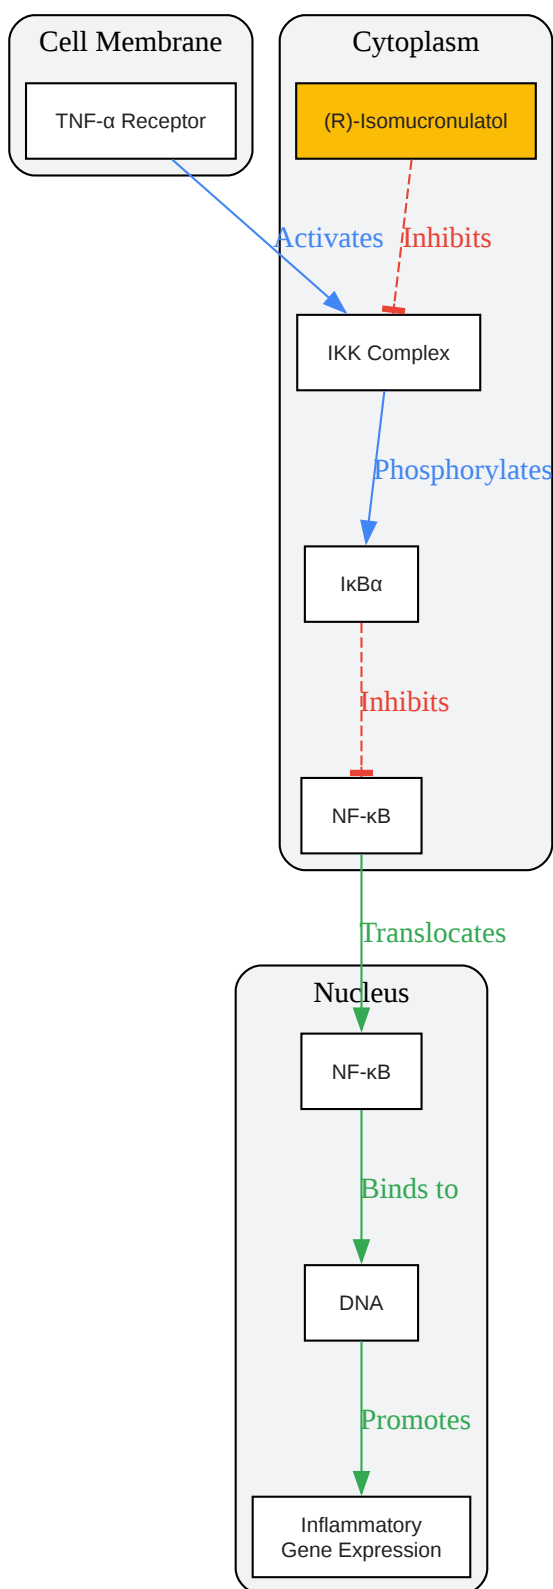 Cell Membrane
Cytoplasm
TNF-α Receptor
(R)-Isomucronulatol
Activates
Inhibits
IKK Complex
Phosphorylates
IκBα
Inhibits
NF-κB
Translocates
Nucleus
NF-κB
Binds to
DNA
Promotes
Inflammatory
Gene Expression